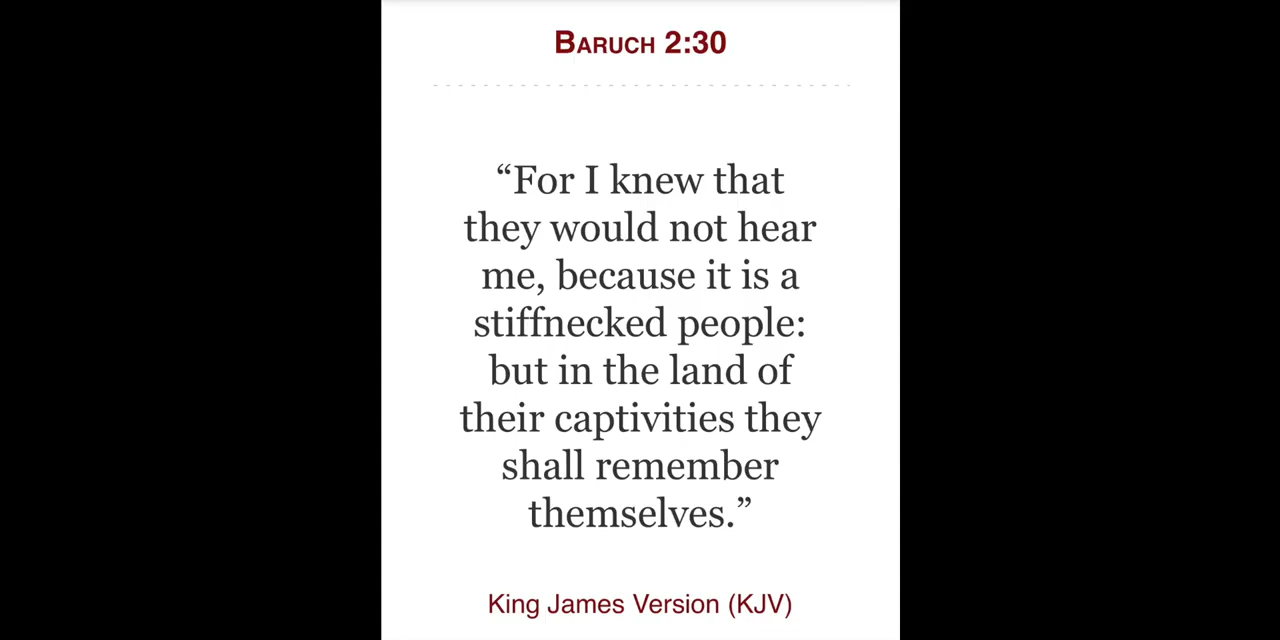 Baruch 2:30
“For I knew that
they would not hear
me, because it is a
stiffnecked people:
but in the land of
their captivities they
shall remember
themselves.”
King James Version (KJV)